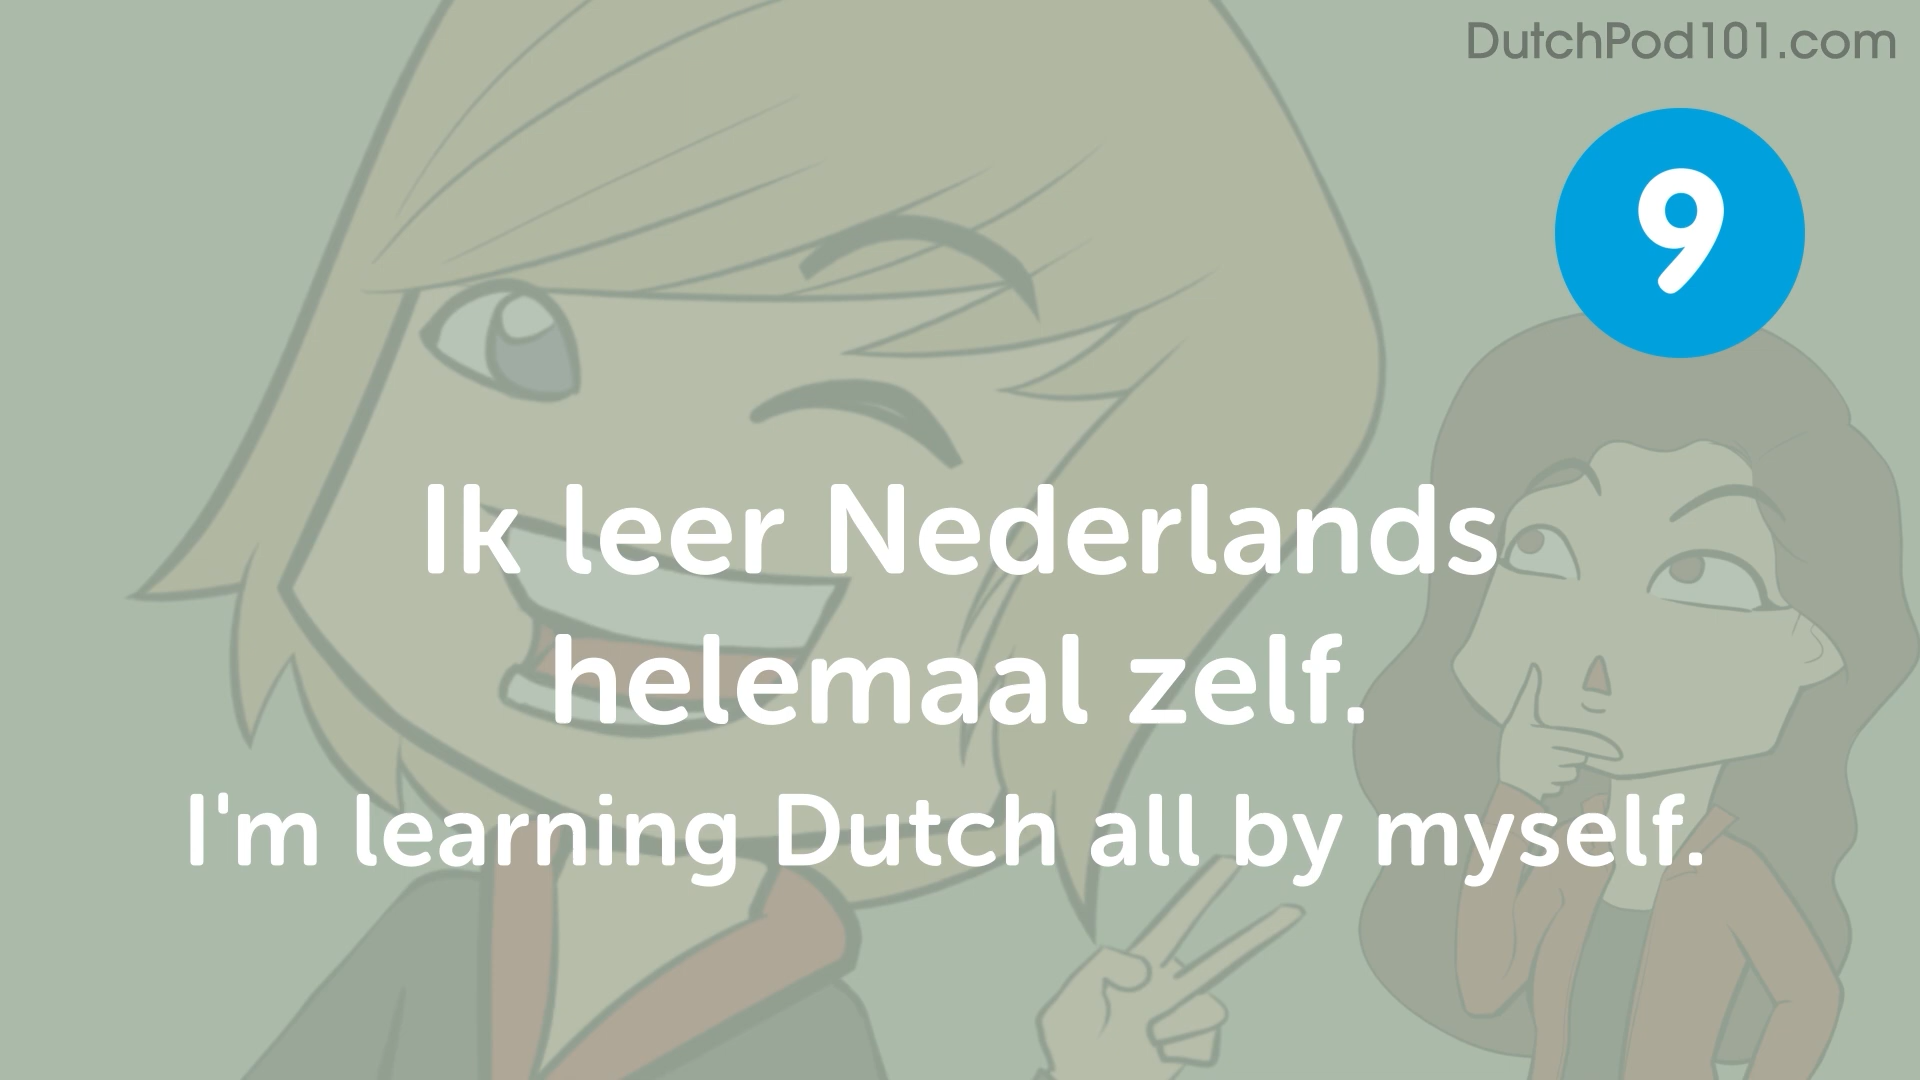 DutchPod101.com
9
Ik leer Nederlands
helemaal zelf.
I'm learning Dutch all by myself.